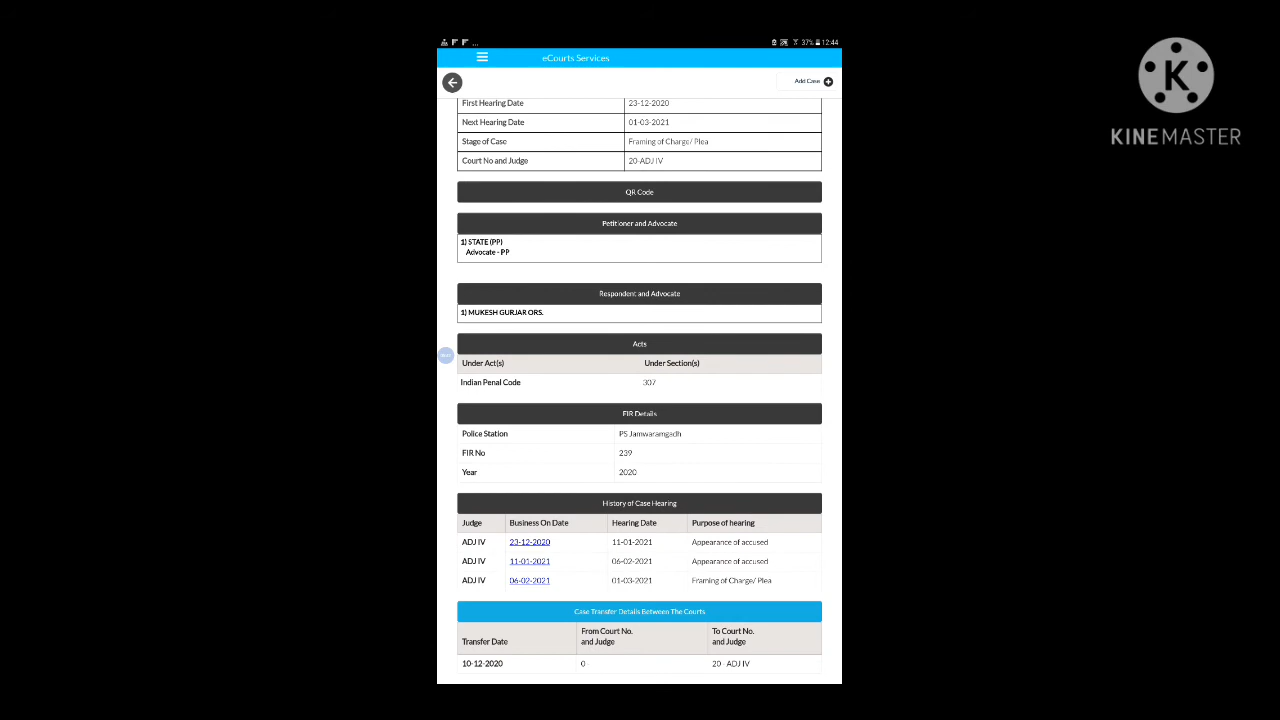 ... 37% 12:44
eCourts Services
Add Case
First Hearing Date 23-12-2020
Next Hearing Date 01-03-2021
Stage of Case Framing of Charge/ Plea
Court No and Judge 20-ADJ IV
QR Code
Petitioner and Advocate
1) STATE (PP)
Advocate - PP
Respondent and Advocate
1) MUKESH GURJAR ORS.
Acts
Under Act(s) Under Section(s)
Indian Penal Code 307
FIR Details
Police Station PS Jamwaramgadh
FIR No 239
Year 2020
History of Case Hearing
Judge Business On Date Hearing Date Purpose of hearing
ADJ IV 23-12-2020 11-01-2021 Appearance of accused
ADJ IV 11-01-2021 06-02-2021 Appearance of accused
ADJ IV 06-02-2021 01-03-2021 Framing of Charge/ Plea
Case Transfer Details Between The Courts
Transfer Date From Court No. and Judge To Court No. and Judge
10-12-2020 0 - 20 - ADJ IV
K
KINEMASTER